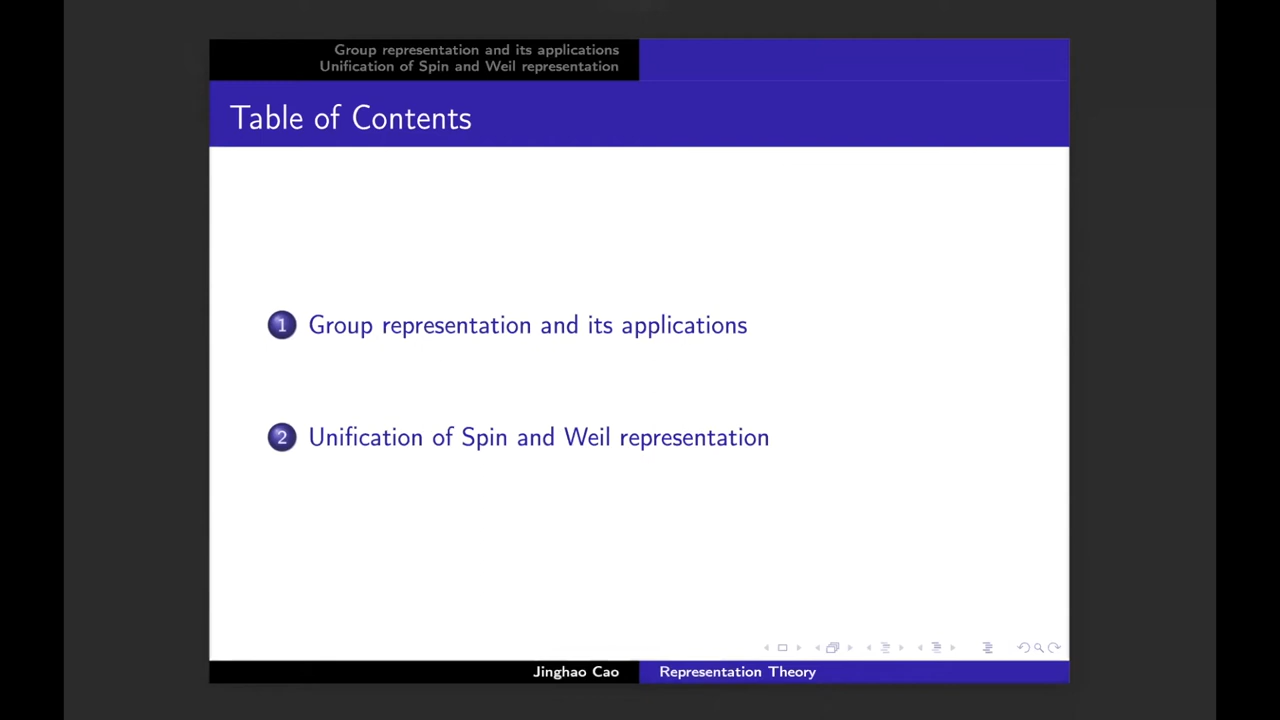 Group representation and its applications
Unification of Spin and Weil representation
Table of Contents
1 Group representation and its applications
2 Unification of Spin and Weil representation
Jinghao Cao
Representation Theory